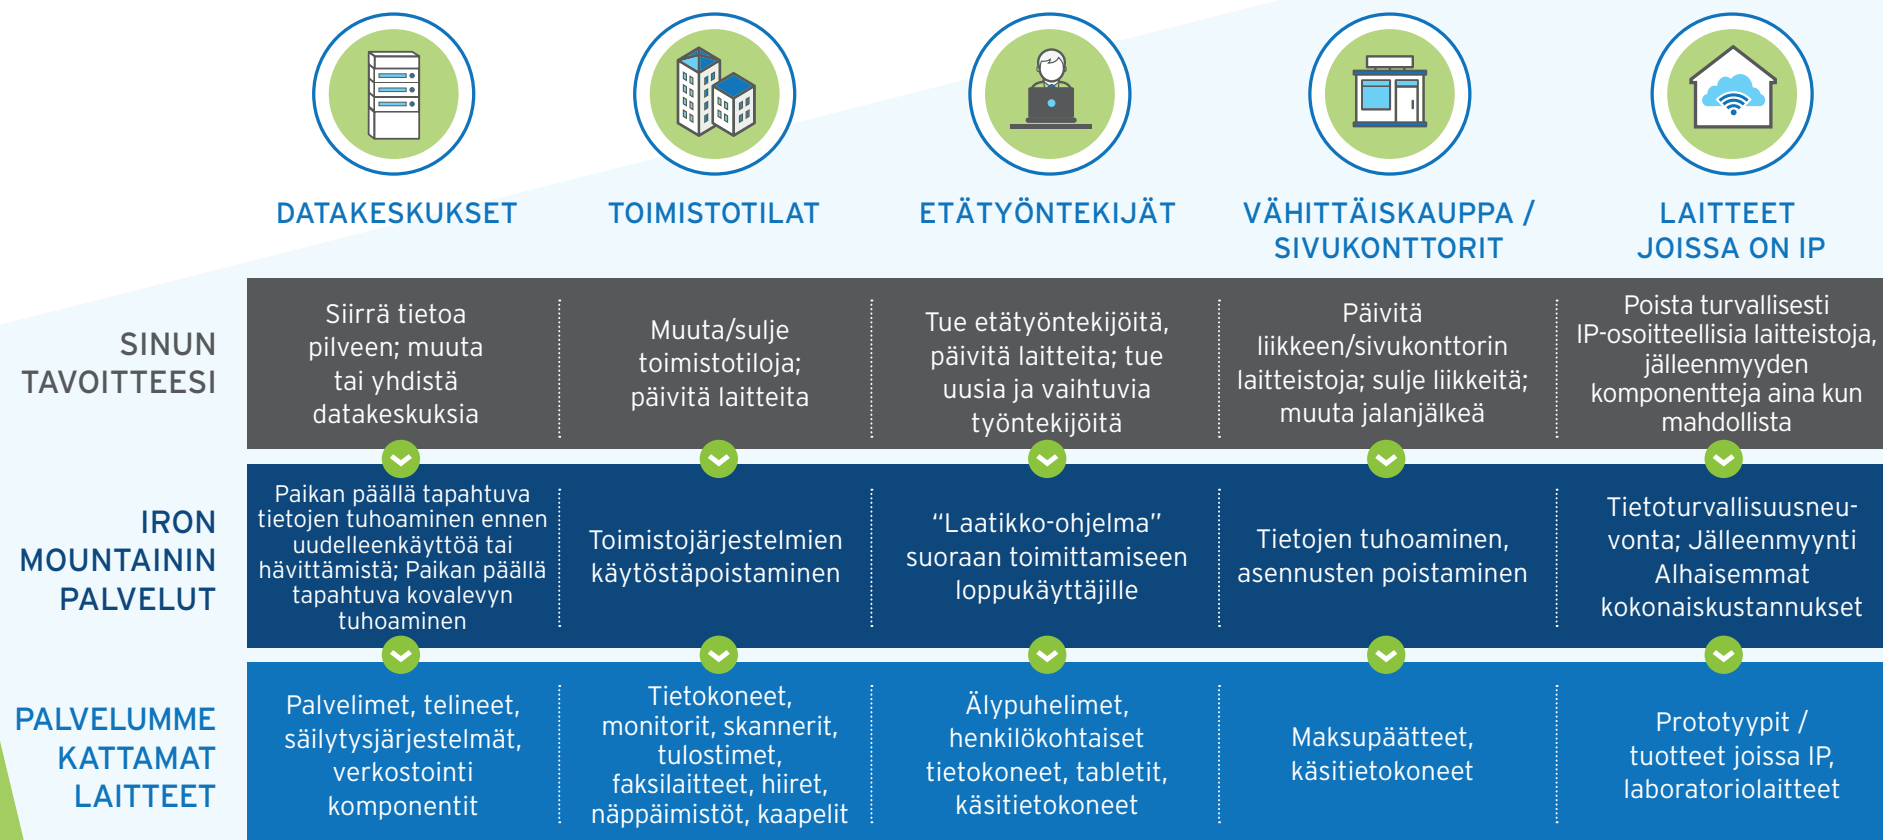 DATAKESKUKSET
TOIMISTOTILAT
ETÄTYÖNTEKIJÄT
VÄHITTÄISKAUPPA /
SIVUKONTTORIT
LAITTEET
JOISSA ON IP
SINUN
TAVOITTEESI
Siirrä tietoa
pilveen; muuta
tai yhdistä
datakeskuksia
Muuta/sulje
toimistotiloja;
päivitä laitteita
Tue etätyöntekijöitä,
päivitä laitteita; tue
uusia ja vaihtuvia
työntekijöitä
Päivitä
liikkeen/sivukonttorin
laitteistoja; sulje liikkeitä;
muuta jalanjälkeä
Poista turvallisesti
IP-osoitteellisia laitteistoja,
jälleenmyyden
komponentteja aina kun
mahdollista
IRON
MOUNTAININ
PALVELUT
Paikan päällä tapahtuva
tietojen tuhoaminen ennen
uudelleenkäyttöä tai
hävittämistä; Paikan päällä
tapahtuva kovalevyn
tuhoaminen
Toimistojärjestelmien
käytöstäpoistaminen
“Laatikko-ohjelma”
suoraan toimittamiseen
loppukäyttäjille
Tietojen tuhoaminen,
asennusten poistaminen
Tietoturvallisuusneu-
vonta; Jälleenmyynti
Alhaisemmat
kokonaiskustannukset
PALVELUMME
KATTAMAT
LAITTEET
Palvelimet, telineet,
säilytysjärjestelmät,
verkostointi
komponentit
Tietokoneet,
monitorit, skannerit,
tulostimet,
faksilaitteet, hiiret,
näppäimistöt, kaapelit
Älypuhelimet,
henkilökohtaiset
tietokoneet, tabletit,
käsitietokoneet
Maksupäätteet,
käsitietokoneet
Prototyypit /
tuotteet joissa IP,
laboratoriolaitteet